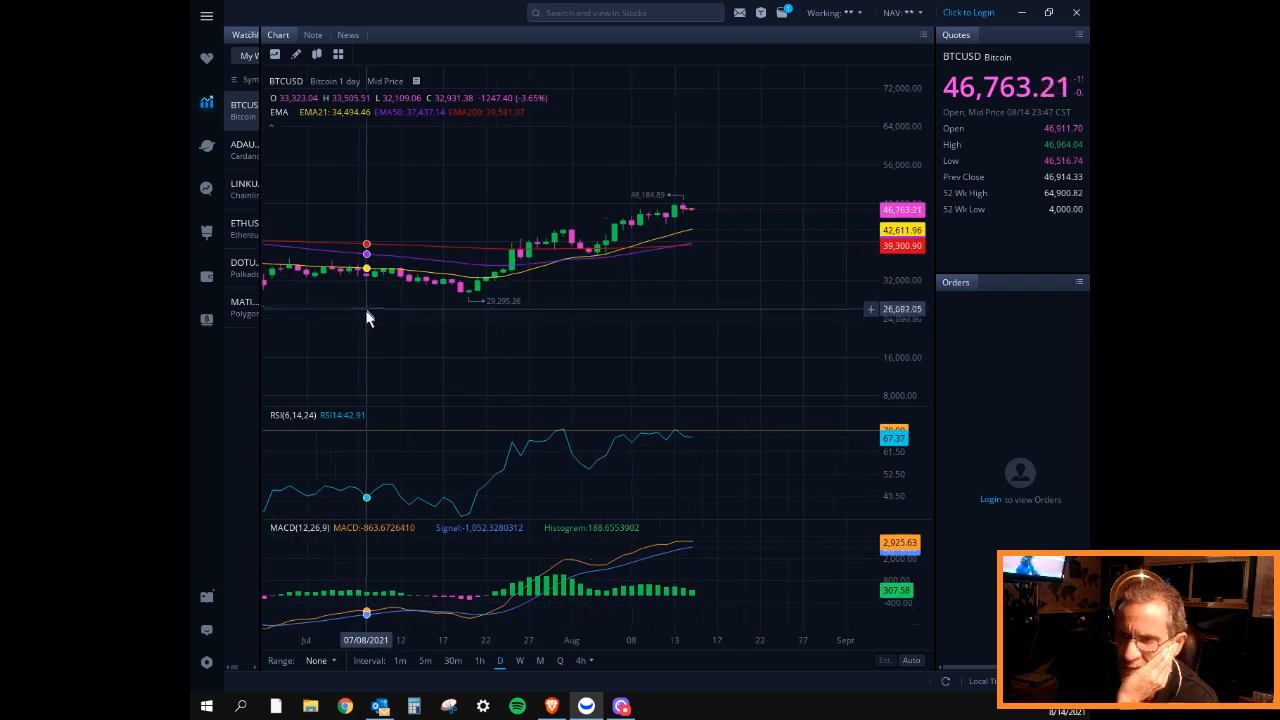 Search and view in Stocks
Working: ** NAV: ** Click to Login
1
Chart Note News
Quotes
My W
Sym
BTCUS
Bitcoin
ADAU...
Cardano
LINKU...
Chainlin
ETHUS
Ethereu
DOTU...
Polkado
MATI...
Polygon
BTCUSD Bitcoin 1 day Mid Price
O 33,323.04 H 33,505.51 L 32,109.06 C 32,931.38 -1247.40 (-3.65%)
EMA EMA21: 34,494.46 EMA50: 37,437.14 EMA200: 39,581.07
72,000.00
64,000.00
56,000.00
48,184.89
46,763.21
42,611.96
39,300.90
32,000.00
29,295.26
26,092.05
16,000.00
8,000.00
BTCUSD Bitcoin
46,763.21
Open, Mid Price 08/14 23:47 CST
Open 46,911.70
High 46,964.04
Low 46,516.74
Prev Close 46,914.33
52 Wk High 64,900.82
52 Wk Low 4,000.00
Orders
Login to view Orders
RSI(6,14,24) RSI14:42.91
70.00
67.37
61.50
52.50
43.50
MACD(12,26,9) MACD:-863.6726410 Signal:-1,052.3280312 Histogram:188.6553902
2,925.63
2,000.00
800.00
307.58
-400.00
Jul 07/08/2021 12 17 22 27 Aug 08 13 17 22 27 Sept
Range: None Interval: 1m 5m 30m 1h D W M Q 4h Ext. Auto
Local Ti
8/14/2021